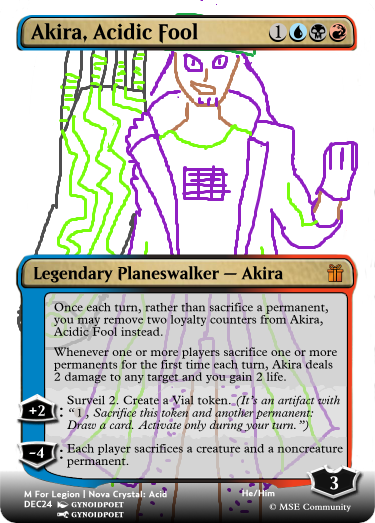 Akira, Acidic Fool 1
Legendary Planeswalker — Akira
Once each turn, rather than sacrifice a permanent,
you may remove two loyalty counters from Akira,
Acidic Fool instead.
Whenever one or more players sacrifice one or more
permanents for the first time each turn, Akira deals
2 damage to any target and you gain 2 life.
+2 : Surveil 2. Create a Vial token. (It's an artifact with
"1 , Sacrifice this token and another permanent:
Draw a card. Activate only during your turn.")
-4 : Each player sacrifices a creature and a noncreature
permanent.
3
M For Legion | Nova Crystal: Acid He/Him
DEC24 GYNOIDPOET © MSE Community
GYNOIDPOET